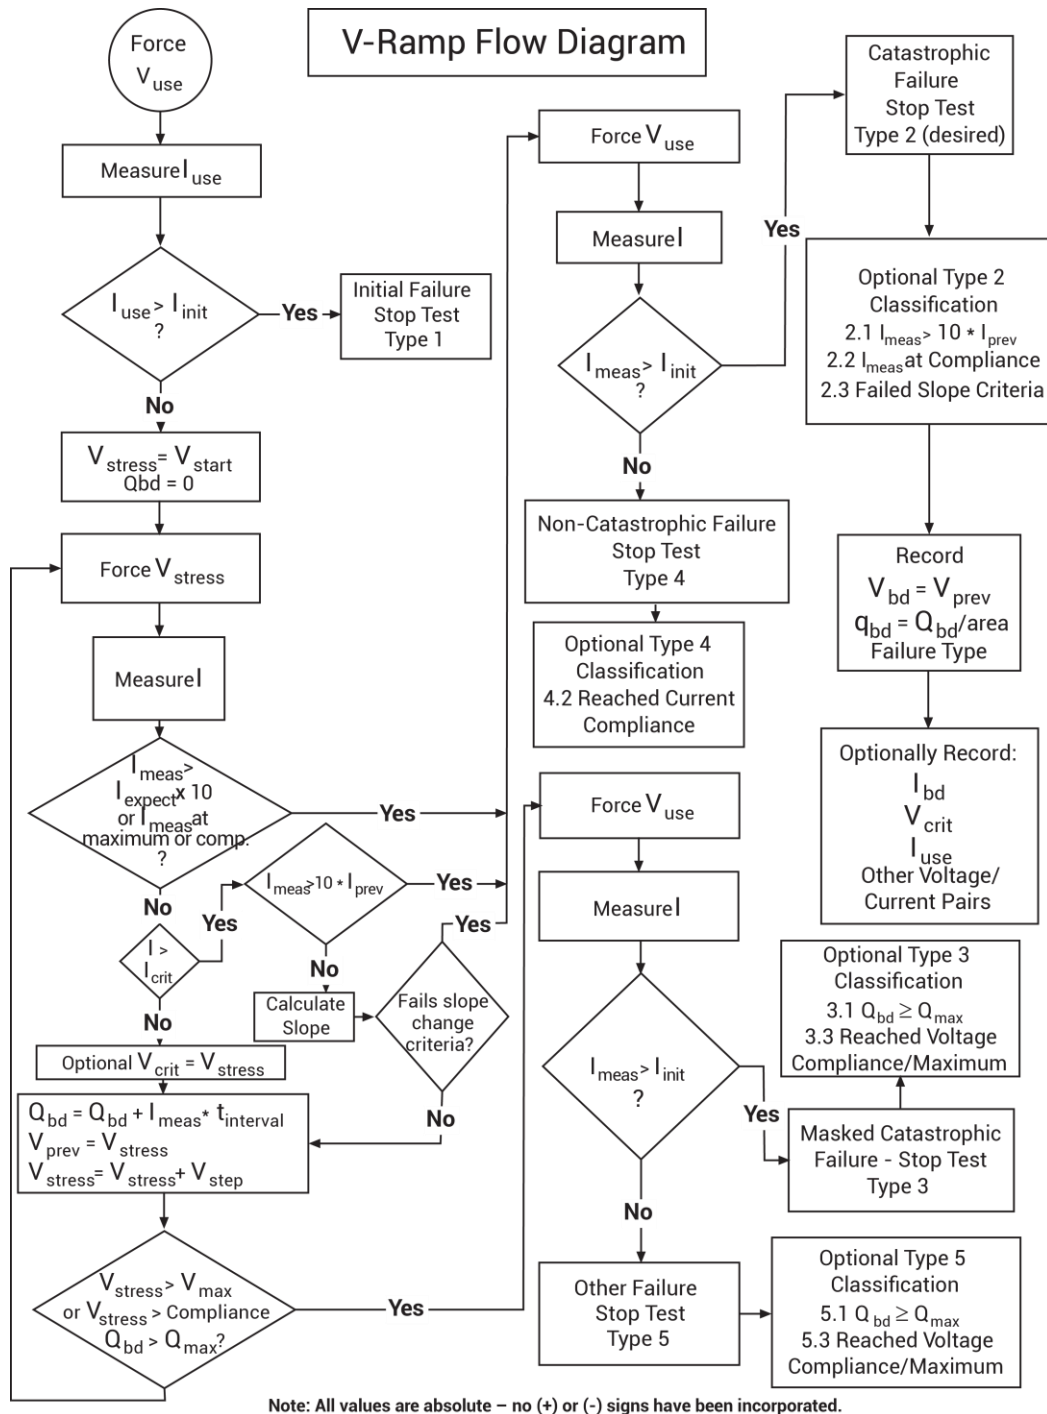 V-Ramp Flow Diagram
Force
V use
Measure I use
I use > I init
?
Yes
Initial Failure
Stop Test
Type 1
No
V stress = V start
Qbd = 0
Force V stress
Measure I
I meas >
I expect x 10
or I meas at
maximum or comp.
?
Yes
No
I >
I crit
Yes
I meas >10 * I prev
Yes
No
Calculate
Slope
Fails slope
change
criteria?
Yes
No
No
Optional V crit = V stress
Q bd = Q bd + I meas * t interval
V prev = V stress
V stress = V stress + V step
V stress > V max
or V stress > Compliance
Q bd > Q max?
Yes
Force V use
Measure I
I meas > I init
?
Yes
No
Catastrophic
Failure
Stop Test
Type 2 (desired)
Optional Type 2
Classification
2.1 I meas > 10 * I prev
2.2 I meas at Compliance
2.3 Failed Slope Criteria
Record
V bd = V prev
q bd = Q bd/area
Failure Type
Optionally Record:
I bd
V crit
I use
Other Voltage/
Current Pairs
Non-Catastrophic Failure
Stop Test
Type 4
Optional Type 4
Classification
4.2 Reached Current
Compliance
Force V use
Measure I
I meas > I init
?
Yes
No
Masked Catastrophic
Failure - Stop Test
Type 3
Optional Type 3
Classification
3.1 Q bd ≥ Q max
3.3 Reached Voltage
Compliance/Maximum
Other Failure
Stop Test
Type 5
Optional Type 5
Classification
5.1 Q bd ≥ Q max
5.3 Reached Voltage
Compliance/Maximum
Note: All values are absolute – no (+) or (-) signs have been incorporated.